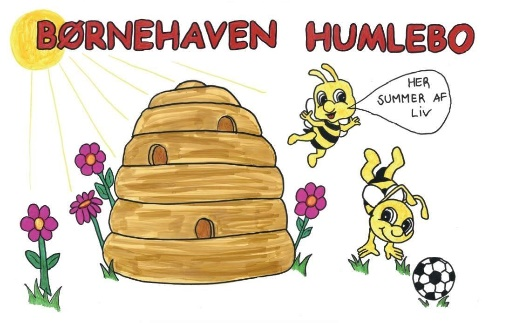 BØRNEHAVEN HUMLEBO
HER
SUMMER AF
LIV